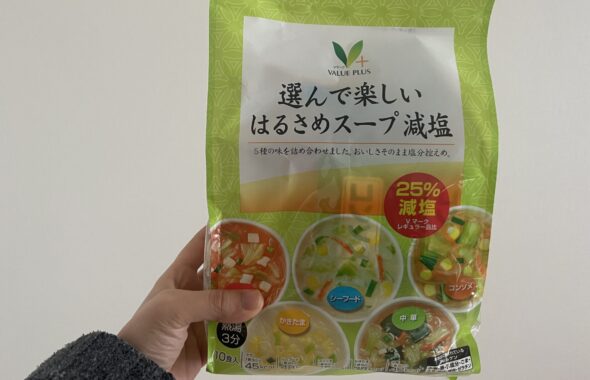 VALUE PLUS
選んで楽しい
はるさめスープ 減塩
5種の味を詰め合わせました。おいしさそのまま塩分控えめ。
25%
減塩
Vマーク
レギュラー品比
シーフード
コンソメ
かきたま
中華
熱湯
3分
10食入